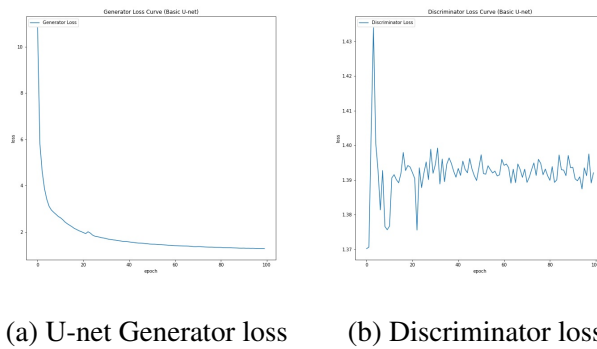 Generator Loss Curve (Basic U-net)
Generator Loss
10
8
6
4
2
loss
0 20 40 60 80 100
epoch
(a) U-net Generator loss
Discriminator Loss Curve (Basic U-net)
Discriminator Loss
1.43
1.42
1.41
1.40
1.39
1.38
1.37
loss
0 20 40 60 80 100
epoch
(b) Discriminator loss